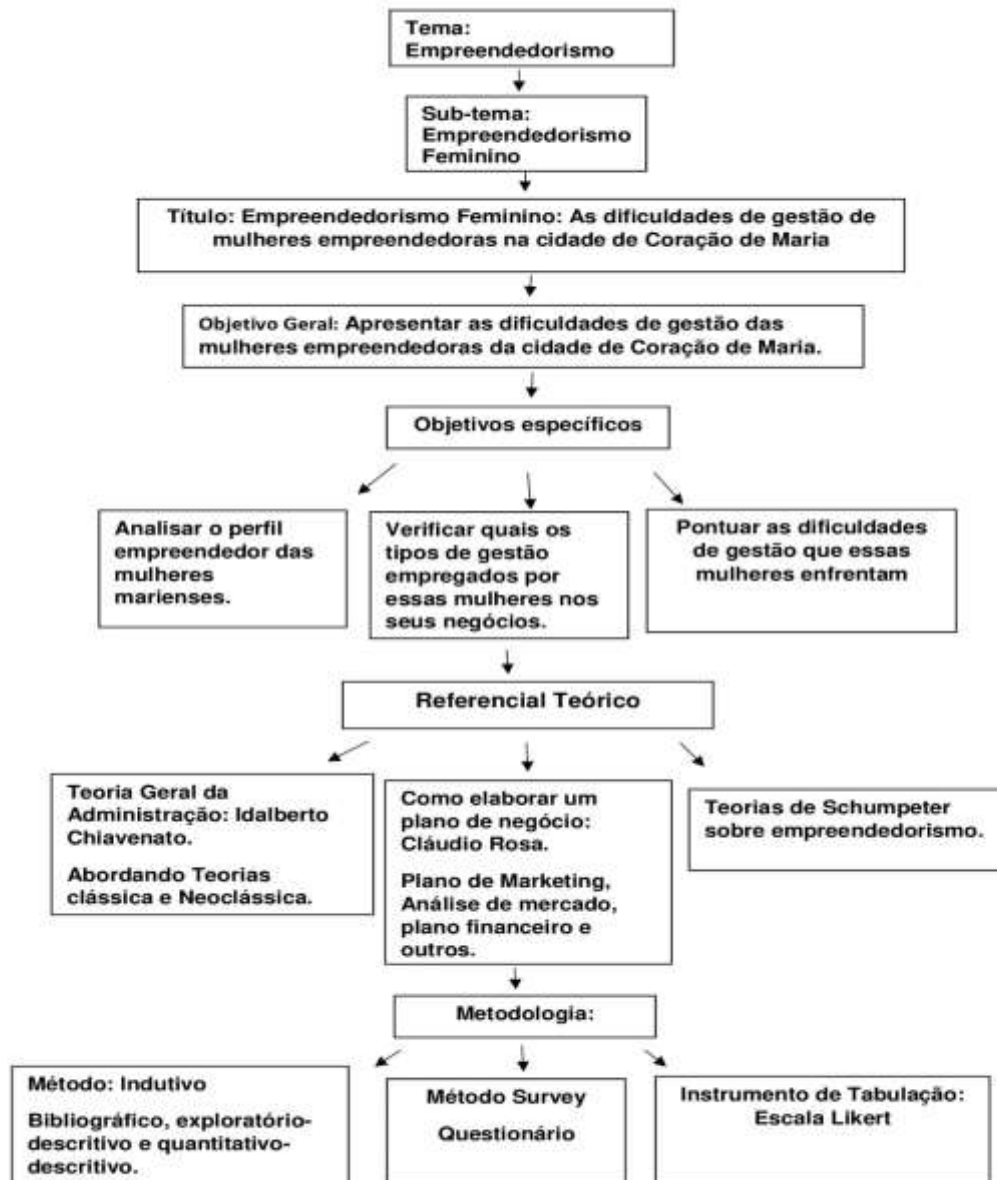 Tema:
Empreendedorismo
Sub-tema:
Empreendedorismo
Feminino
Título: Empreendedorismo Feminino: As dificuldades de gestão de
mulheres empreendedoras na cidade de Coração de Maria
Objetivo Geral: Apresentar as dificuldades de gestão das
mulheres empreendedoras da cidade de Coração de Maria.
Objetivos específicos
Analisar o perfil
empreendedor das
mulheres
marienses.
Verificar quais os
tipos de gestão
empregados por
essas mulheres nos
seus negócios.
Pontuar as dificuldades
de gestão que essas
mulheres enfrentam
Referencial Teórico
Teoria Geral da
Administração: Idalberto
Chiavenato.
Abordando Teorias
clássica e Neoclássica.
Como elaborar um
plano de negócio:
Cláudio Rosa.
Plano de Marketing,
Análise de mercado,
plano financeiro e
outros.
Teorias de Schumpeter
sobre empreendedorismo.
Metodologia:
Método: Indutivo
Bibliográfico, exploratório-
descritivo e quantitativo-
descritivo.
Método Survey
Questionário
Instrumento de Tabulação:
Escala Likert